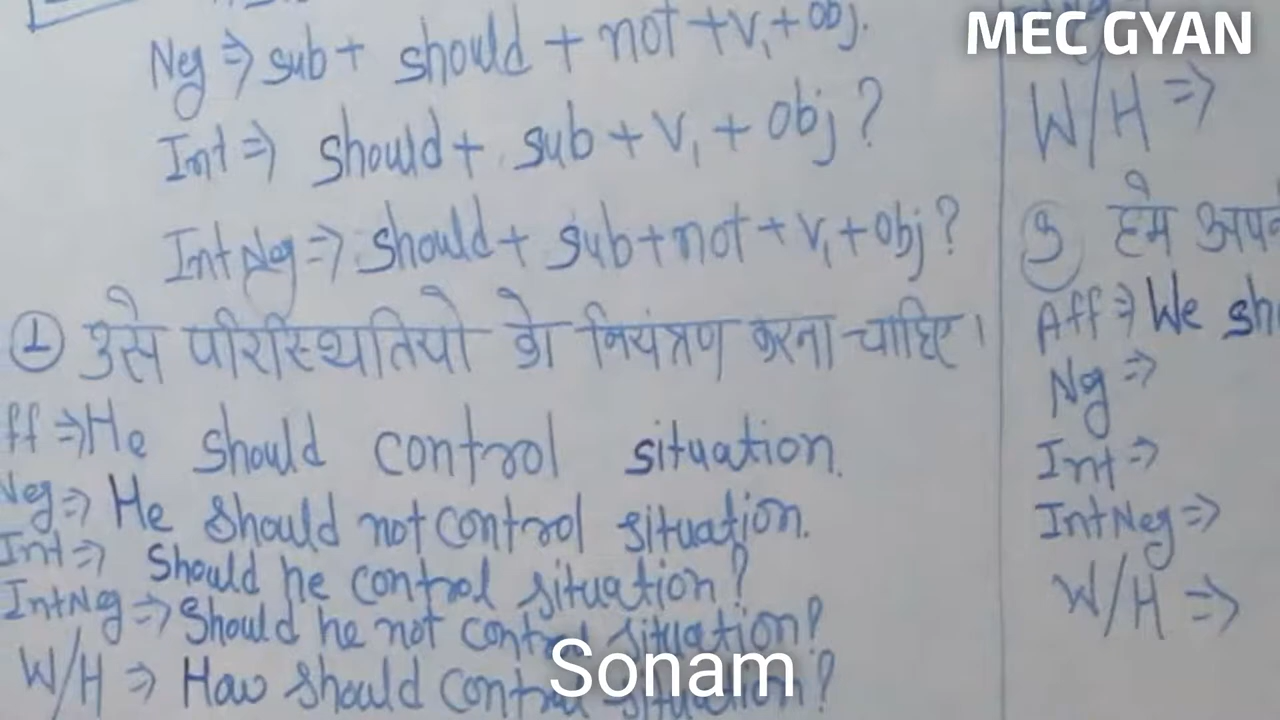 MEC GYAN
Neg ⇒ sub + should + not + V₁ + obj.
Int ⇒ should + sub + V₁ + obj ?
Int Neg ⇒ should + sub + not + V₁ + obj ?
① उसे परिस्थितियो को नियंत्रण करना चाहिए।
ff ⇒ He should control situation.
Neg ⇒ He should not control situation.
Int ⇒ Should he control situation?
IntNeg ⇒ Should he not control situation?
W/H ⇒ How should control situation?
W/H ⇒
③ हम अपन
Aff ⇒ We sh
Ng ⇒
Int ⇒
IntNeg ⇒
W/H ⇒
Sonam